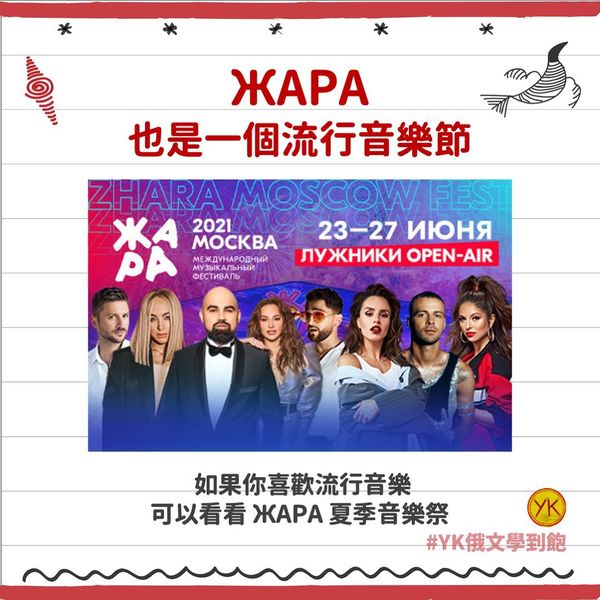 ЖАРА
也是一個流行音樂節
ZHARA MOSCOW FEST
ЖАРА
2021
МОСКВА
МЕЖДУНАРОДНЫЙ
МУЗЫКАЛЬНЫЙ
ФЕСТИВАЛЬ
23—27 ИЮНЯ
ЛУЖНИКИ OPEN-AIR
如果你喜歡流行音樂
可以看看 ЖАРА 夏季音樂祭
YK
#YK俄文學到飽